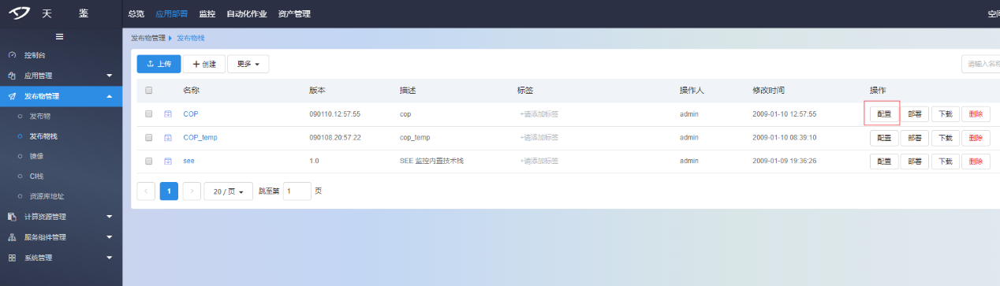 天 鉴 总览 应用部署 监控 自动化作业 资产管理
发布物管理 发布物栈
控制台
应用管理
发布物管理
发布物
发布物栈
镜像
CI栈
资源库地址
计算资源管理
服务组件管理
系统管理
上传 创建 更多 请输入名称
名称 版本 描述 标签 操作人 修改时间 操作
COP 090110.12:57:55 cop +请添加标签 admin 2009-01-10 12:57:55 配置 部署 下载 删除
COP_temp 090108.20:57:22 cop_temp +请添加标签 admin 2009-01-10 08:39:10 配置 部署 下载 删除
see 1.0 SEE 监控内置技术栈 +请添加标签 admin 2009-01-09 19:36:26 配置 部署 下载 删除
< 1 > 20 / 页 跳至第 1 页